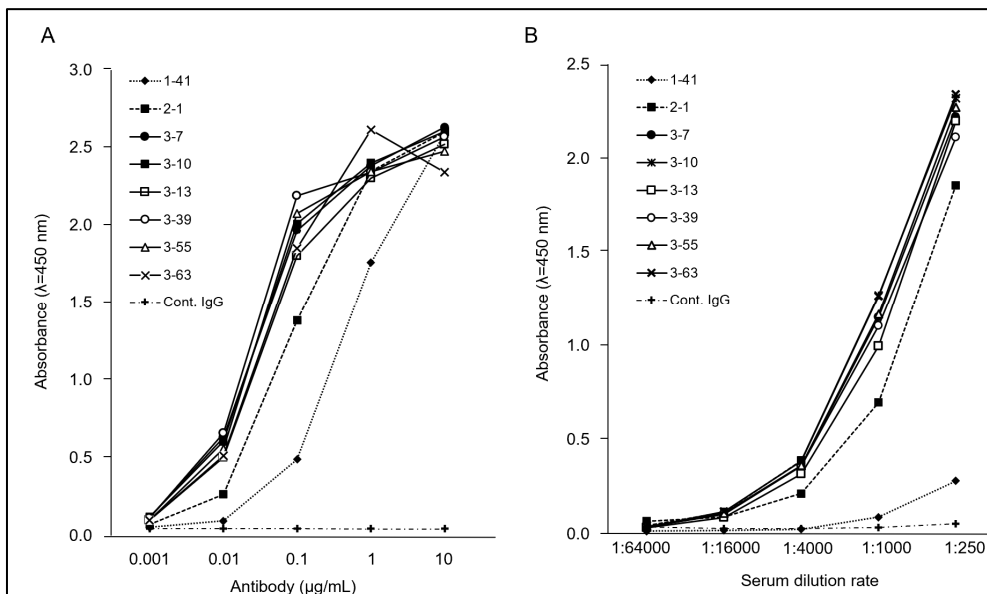 A
3.0
2.5
2.0
1.5
1.0
0.5
0.0
Absorbance (λ=450 nm)
1-41
2-1
3-7
3-10
3-13
3-39
3-55
3-63
Cont. IgG
0.001 0.01 0.1 1 10
Antibody (µg/mL)
B
2.5
2.0
1.5
1.0
0.5
0.0
Absorbance (λ=450 nm)
1-41
2-1
3-7
3-10
3-13
3-39
3-55
3-63
Cont. IgG
1:64000 1:16000 1:4000 1:1000 1:250
Serum dilution rate